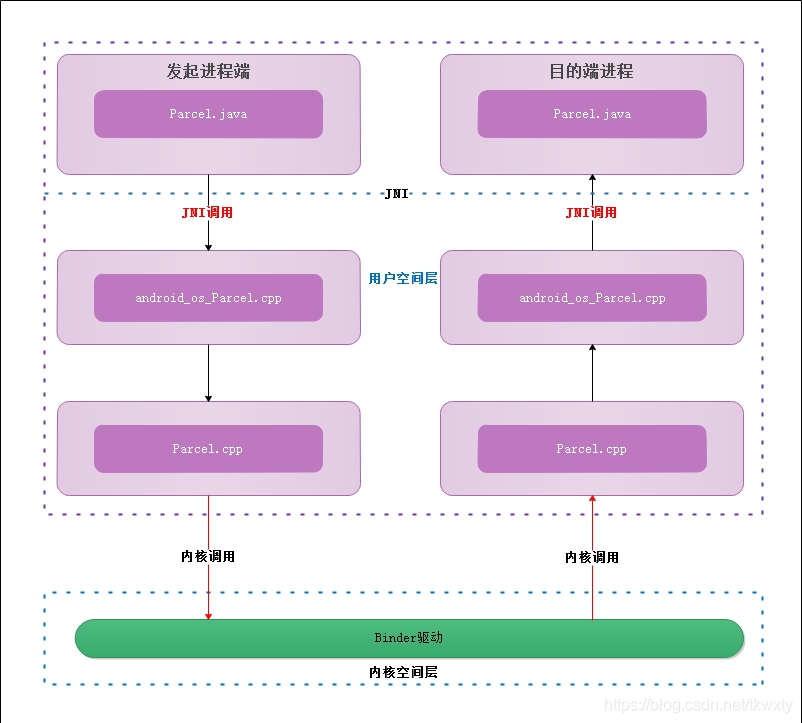 发起进程端
目的端进程
Parcel.java
Parcel.java
JNI
JNI调用
JNI调用
用户空间层
android_os_Parcel.cpp
android_os_Parcel.cpp
Parcel.cpp
Parcel.cpp
内核调用
内核调用
Binder驱动
内核空间层
https://blog.csdn.net/tkwxty